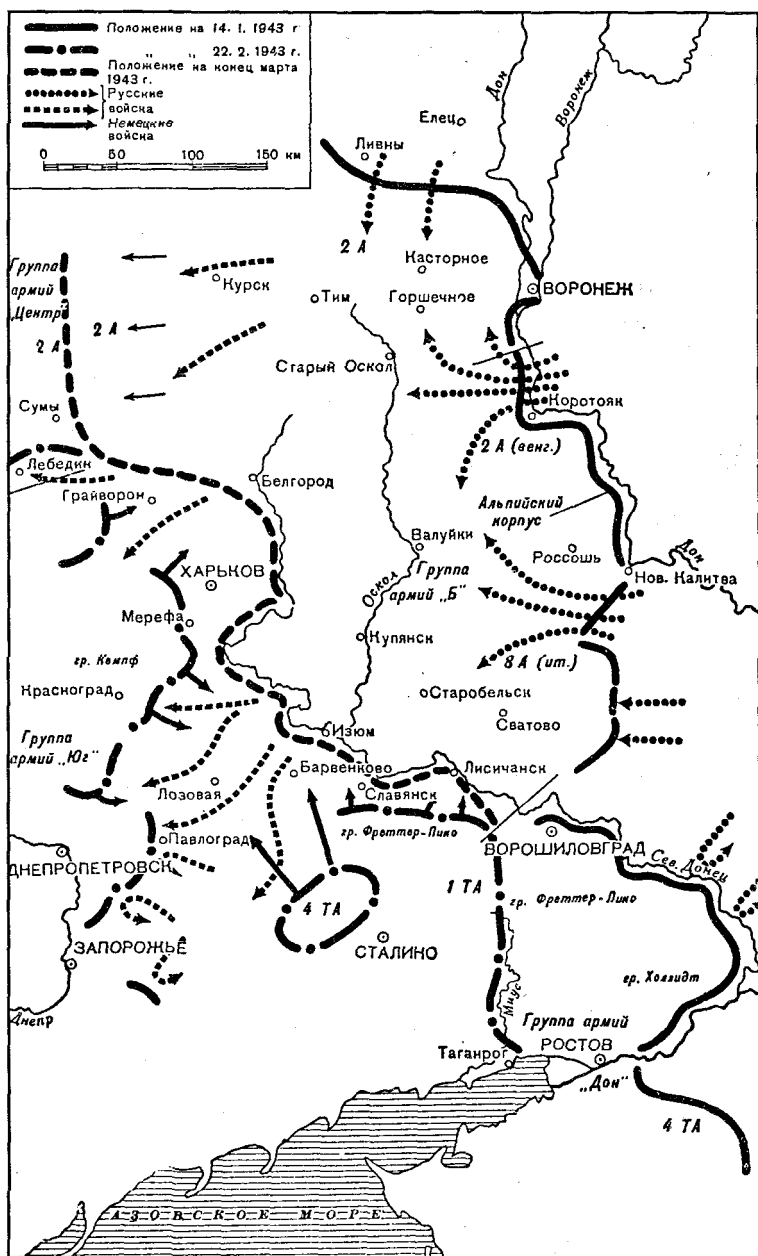 Положение на 14. 1. 1943 г
„ „ 22. 2. 1943 г.
Положение на конец марта
1943 г.
Русские
войска
Немецкие
войска
0 50 100 150 км
Дон
Воронеж
Елец
Ливны
2 А
Группа
армий
„Центр"
2 А
2 А
Курск
Касторное
Тим
Горшечное
ВОРОНЕЖ
Старый Оскол
Сумы
Коротояк
2 А (венг.)
Лебедин
Грайворон
Белгород
Альпийский
корпус
Валуйки
Россошь
Дон
ХАРЬКОВ
Оскол
Группа
армий „Б"
Нов. Калитва
Мерефа
Купянск
гр. Кемпф
8 А (ит.)
Красноград
Старобельск
Сватово
Группа
армий „Юг"
Изюм
Барвенково
Лисичанск
Лозовая
Славянск
гр. Фреттер-Пико
Павлоград
ВОРОШИЛОВГРАД
ДНЕПРОПЕТРОВСК
Сев. Донец
4 ТА
1 ТА
гр. Фреттер-Пико
СТАЛИНО
ЗАПОРОЖЬЕ
гр. Холлидт
Миус
Днепр
Группа армий
Таганрог
РОСТОВ
„Дон"
4 ТА
АЗОВСКОЕ МОРЕ